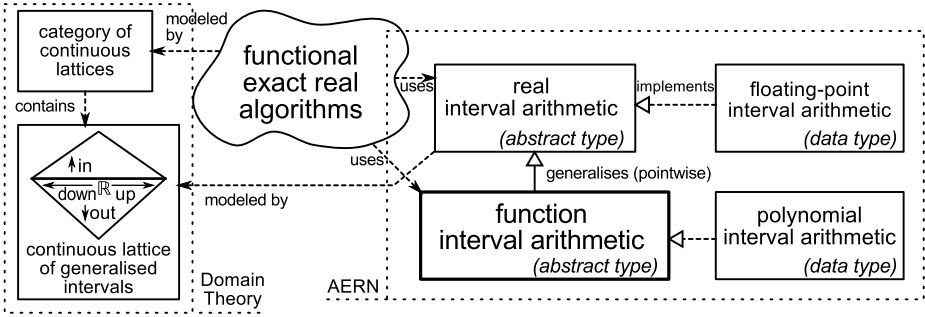 category of
continuous
lattices
modeled
by
functional
exact real
algorithms
contains
uses
real
interval arithmetic
(abstract type)
implements
floating-point
interval arithmetic
(data type)
in
down ℝ up
out
continuous lattice
of generalised
intervals
modeled by
uses
generalises (pointwise)
function
interval arithmetic
(abstract type)
polynomial
interval arithmetic
(data type)
Domain
Theory
AERN